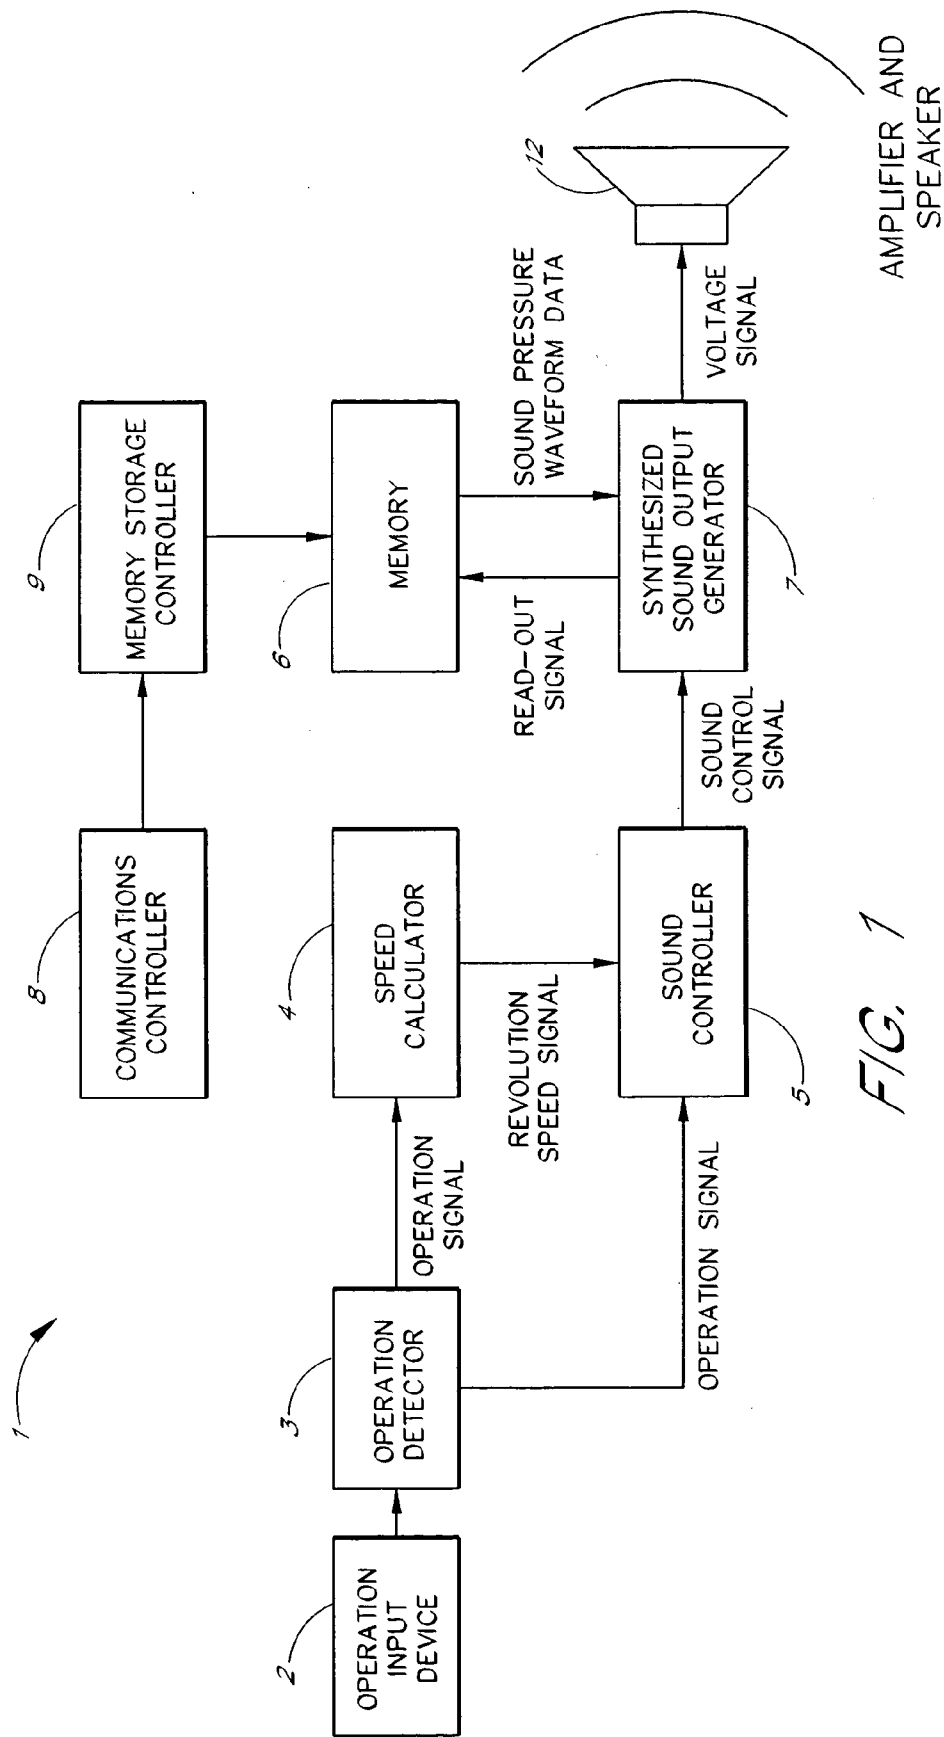 1
8
COMMUNICATIONS
CONTROLLER
9
MEMORY STORAGE
CONTROLLER
2
OPERATION
INPUT
DEVICE
3
OPERATION
DETECTOR
OPERATION
SIGNAL
4
SPEED
CALCULATOR
6
MEMORY
REVOLUTION
SPEED SIGNAL
READ-OUT
SIGNAL
SOUND PRESSURE
WAVEFORM DATA
OPERATION SIGNAL
SOUND
CONTROLLER
5
SOUND
CONTROL
SIGNAL
SYNTHESIZED
SOUND OUTPUT
GENERATOR
7
VOLTAGE
SIGNAL
12
AMPLIFIER AND
SPEAKER
FIG. 1